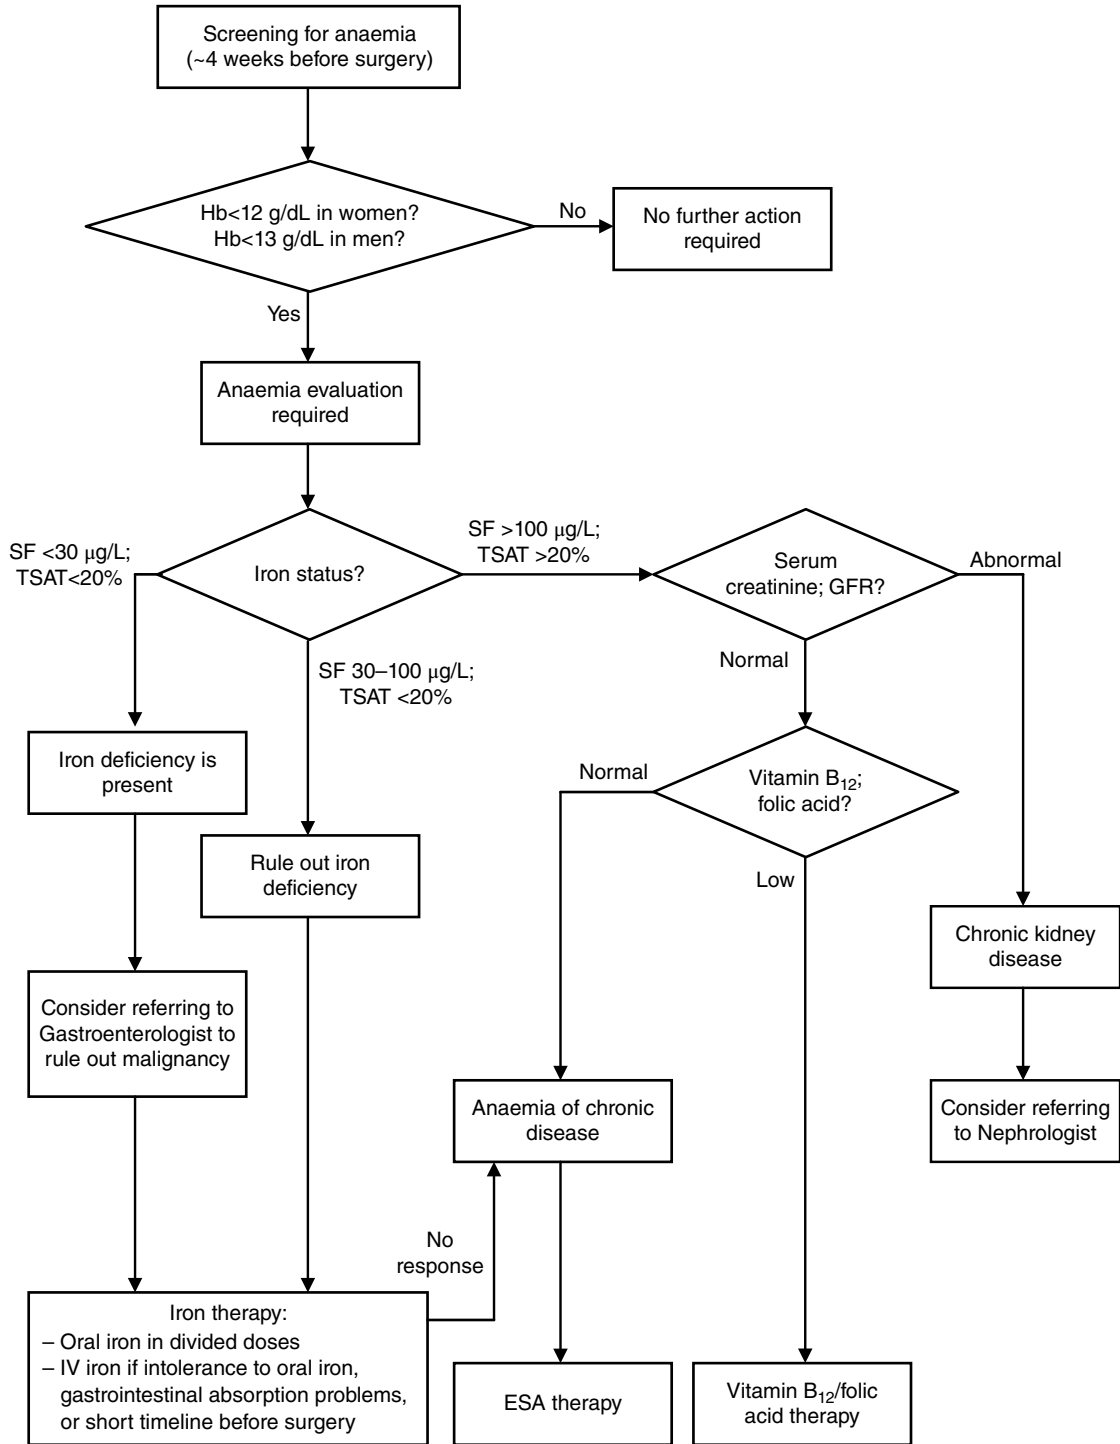 Screening for anaemia
(~4 weeks before surgery)
Hb<12 g/dL in women?
Hb<13 g/dL in men?
No
No further action
required
Yes
Anaemia evaluation
required
SF <30 μg/L;
TSAT<20%
Iron status?
SF >100 μg/L;
TSAT >20%
Serum
creatinine; GFR?
Abnormal
SF 30–100 μg/L;
TSAT <20%
Normal
Iron deficiency is
present
Normal
Vitamin B12;
folic acid?
Rule out iron
deficiency
Low
Chronic kidney
disease
Consider referring to
Gastroenterologist to
rule out malignancy
Anaemia of chronic
disease
Consider referring
to Nephrologist
No
response
Iron therapy:
– Oral iron in divided doses
– IV iron if intolerance to oral iron,
gastrointestinal absorption problems,
or short timeline before surgery
ESA therapy
Vitamin B12/folic
acid therapy